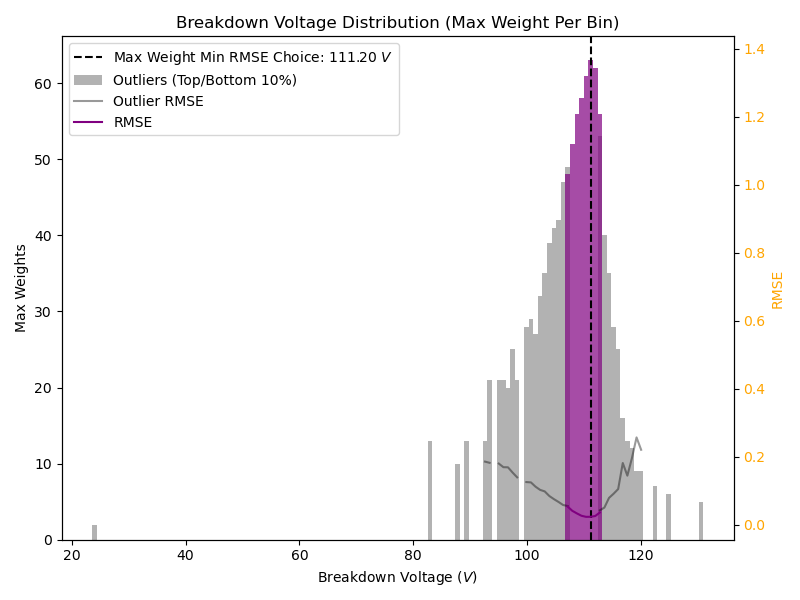 Breakdown Voltage Distribution (Max Weight Per Bin)
Max Weight Min RMSE Choice: 111.20 V
Outliers (Top/Bottom 10%)
Outlier RMSE
RMSE
60
50
40
30
20
10
0
Max Weights
1.4
1.2
1.0
0.8
0.6
0.4
0.2
0.0
RMSE
20 40 60 80 100 120
Breakdown Voltage (V)